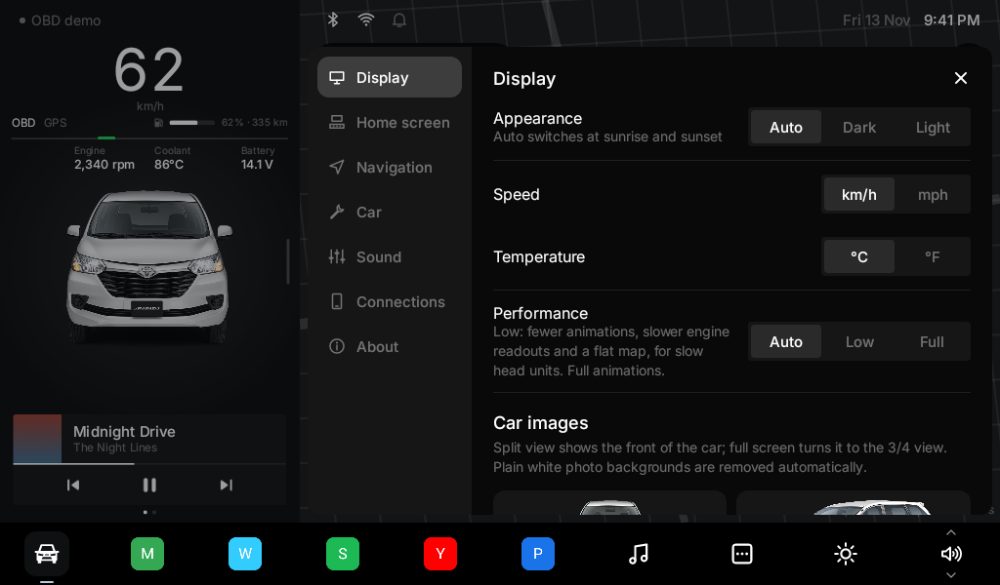 OBD demo
62
km/h
OBD GPS
62% · 335 km
Engine
2,340 rpm
Coolant
86°C
Battery
14.1 V
Midnight Drive
The Night Lines
Fri 13 Nov 9:41 PM
Display
Home screen
Navigation
Car
Sound
Connections
About
Display
Appearance
Auto switches at sunrise and sunset
Auto Dark Light
Speed
km/h mph
Temperature
°C °F
Performance
Low: fewer animations, slower engine
readouts and a flat map, for slow
head units. Full animations.
Auto Low Full
Car images
Split view shows the front of the car; full screen turns it to the 3/4 view.
Plain white photo backgrounds are removed automatically.
M W S Y P